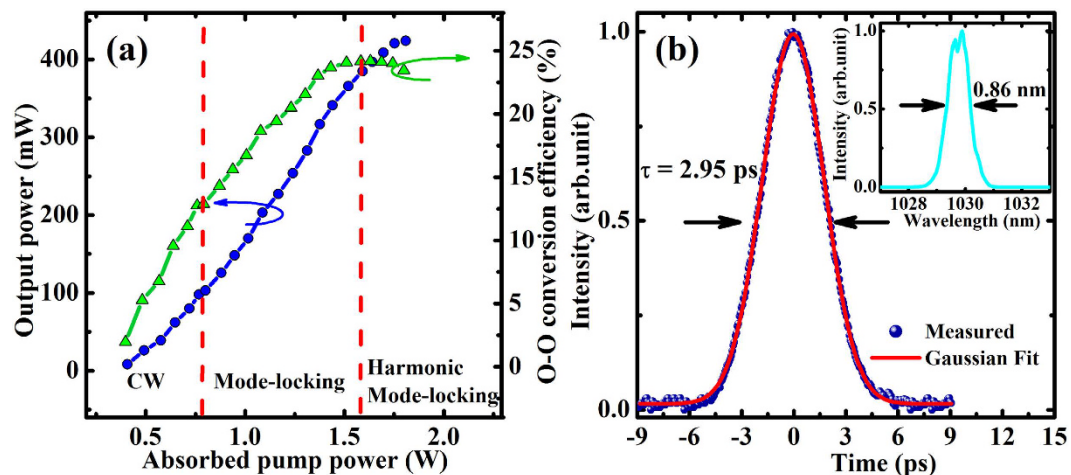 (a)
Output power (mW)
400
300
200
100
0
CW
Mode-locking
Harmonic
Mode-locking
0.5
1.0
1.5
2.0
Absorbed pump power (W)
25
20
15
10
5
0
O-O conversion efficiency (%)
(b)
Intensity (arb.unit)
1.0
0.5
0.0
τ = 2.95 ps
Measured
Gaussian Fit
-9
-6
-3
0
3
6
9
12
15
Time (ps)
Intensity (arb.unit)
1.0
0.5
0.0
0.86 nm
1028
1030
1032
Wavelength (nm)